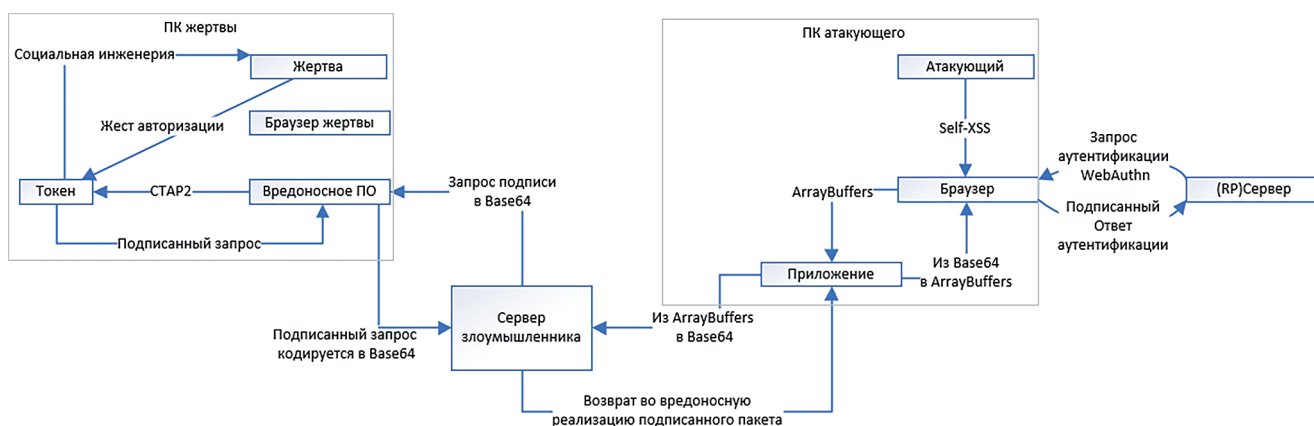 ПК жертвы
Социальная инженерия
Жертва
Жест авторизации
Браузер жертвы
Токен
CTAP2
Вредоносное ПО
Подписанный запрос
Запрос подписи
в Base64
Подписанный запрос
кодируется в Base64
Сервер
злоумышленника
Из ArrayBuffers
в Base64
Возврат во вредоносную
реализацию подписанного пакета
ПК атакующего
Атакующий
Self-XSS
ArrayBuffers
Браузер
Приложение
Из Base64
в ArrayBuffers
Запрос
аутентификации
WebAuthn
(RP)Сервер
Подписанный
Ответ
аутентификации